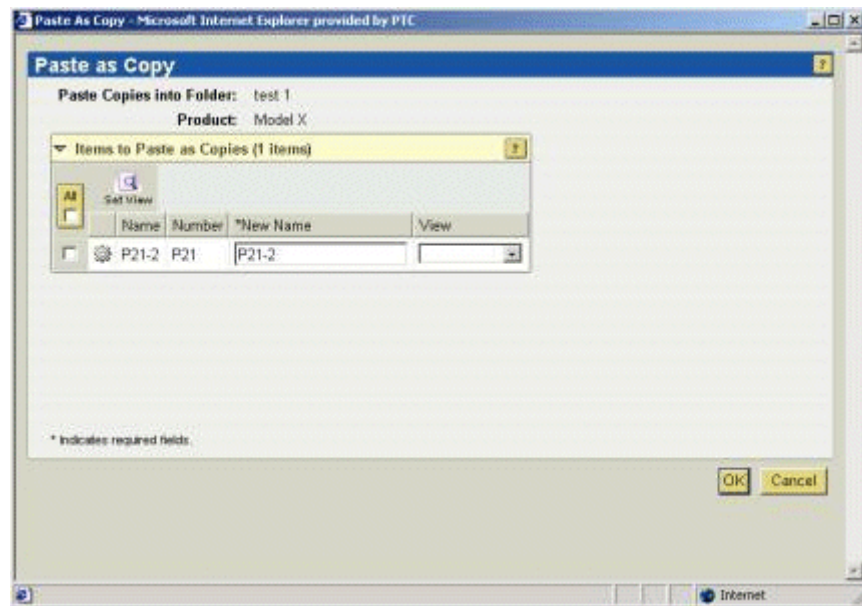 Paste As Copy - Microsoft Internet Explorer provided by PTC
Paste as Copy
?
Paste Copies into Folder: test 1
Product: Model X
Items to Paste as Copies (1 items)
?
All
Set View
Name Number *New Name View
P21-2 P21 P21-2
* Indicates required fields.
OK Cancel
Internet